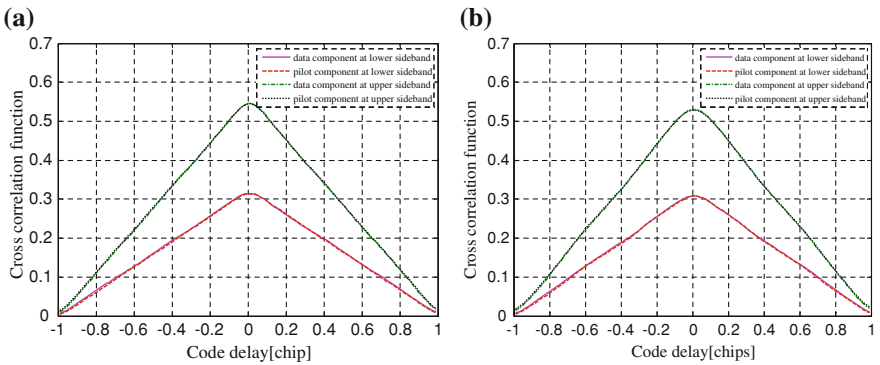 (a)
Cross correlation function
0.7
0.6
0.5
0.4
0.3
0.2
0.1
0
-1 -0.8 -0.6 -0.4 -0.2 0 0.2 0.4 0.6 0.8 1
Code delay[chip]
data component at lower sideband
pilot component at lower sideband
data component at upper sideband
pilot component at upper sideband
(b)
Cross correlation function
0.7
0.6
0.5
0.4
0.3
0.2
0.1
0
-1 -0.8 -0.6 -0.4 -0.2 0 0.2 0.4 0.6 0.8 1
Code delay[chips]
data component at lower sideband
pilot component at lower sideband
data component at upper sideband
pilot component at upper sideband